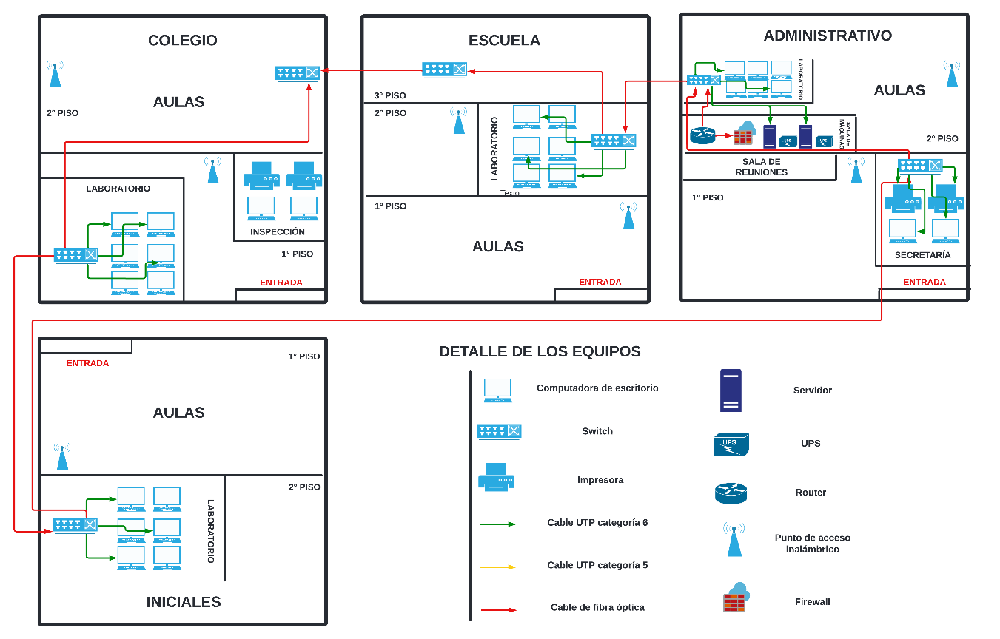 COLEGIO
AULAS
2° PISO
LABORATORIO
INSPECCIÓN
1° PISO
ENTRADA
ESCUELA
3° PISO
2° PISO
LABORATORIO
Texto
1° PISO
AULAS
ENTRADA
ADMINISTRATIVO
LABORATORIO
AULAS
SALA DE
MÁQUINAS
UPS
UPS
2° PISO
SALA DE
REUNIONES
1° PISO
SECRETARÍA
ENTRADA
ENTRADA
1° PISO
AULAS
2° PISO
LABORATORIO
INICIALES
DETALLE DE LOS EQUIPOS
Computadora de escritorio
Switch
Impresora
Cable UTP categoría 6
Cable UTP categoría 5
Cable de fibra óptica
Servidor
UPS
UPS
Router
Punto de acceso
inalámbrico
Firewall